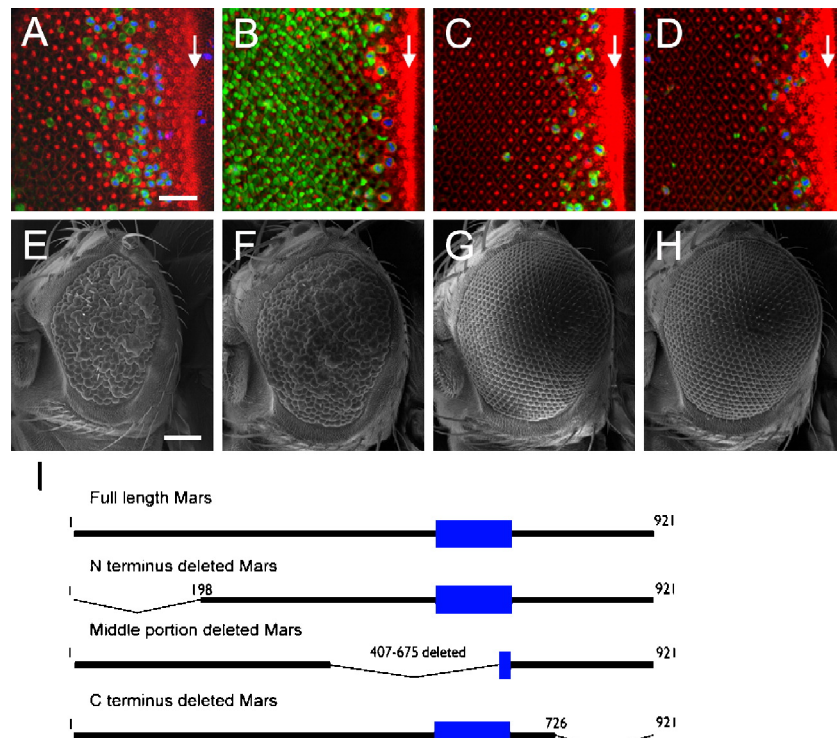 A B C D
E F G H
I
Full length Mars
1 921
N terminus deleted Mars
1 198 921
Middle portion deleted Mars
1 407-675 deleted 921
C terminus deleted Mars
1 726 921